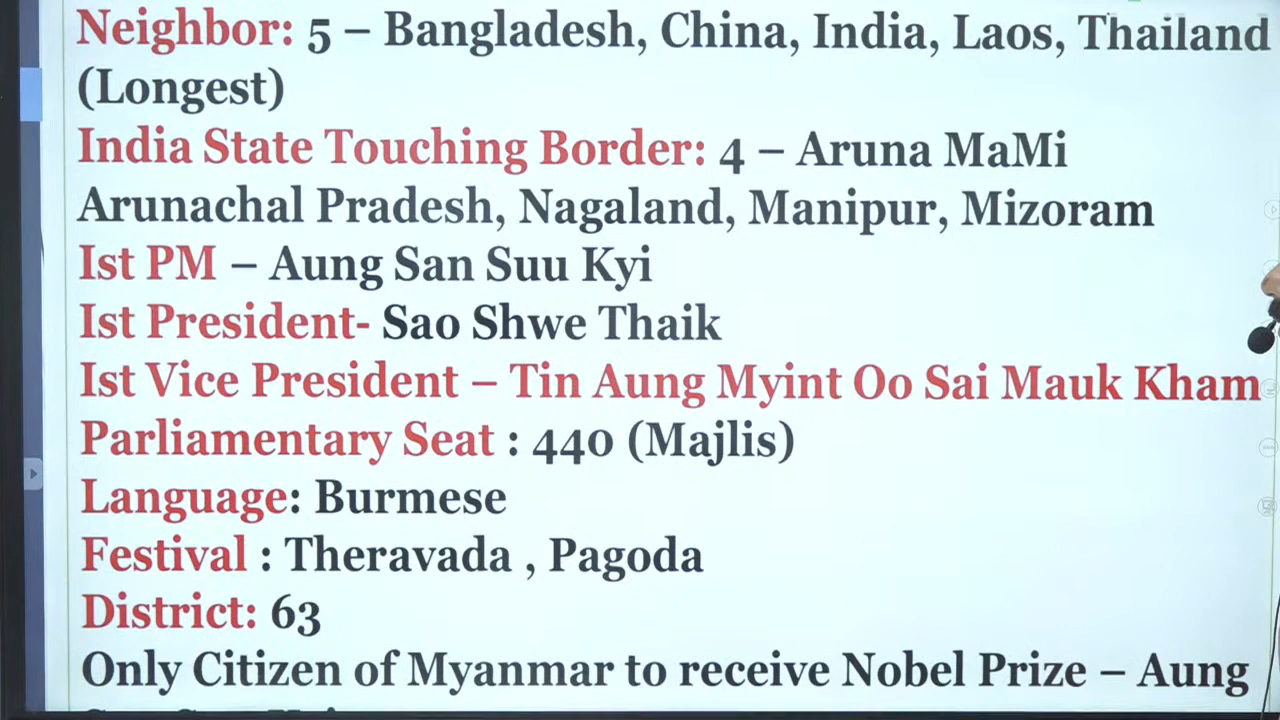 Neighbor: 5 – Bangladesh, China, India, Laos, Thailand
(Longest)
India State Touching Border: 4 – Aruna MaMi
Arunachal Pradesh, Nagaland, Manipur, Mizoram
Ist PM – Aung San Suu Kyi
Ist President- Sao Shwe Thaik
Ist Vice President – Tin Aung Myint Oo Sai Mauk Kham
Parliamentary Seat : 440 (Majlis)
Language: Burmese
Festival : Theravada , Pagoda
District: 63
Only Citizen of Myanmar to receive Nobel Prize – Aung